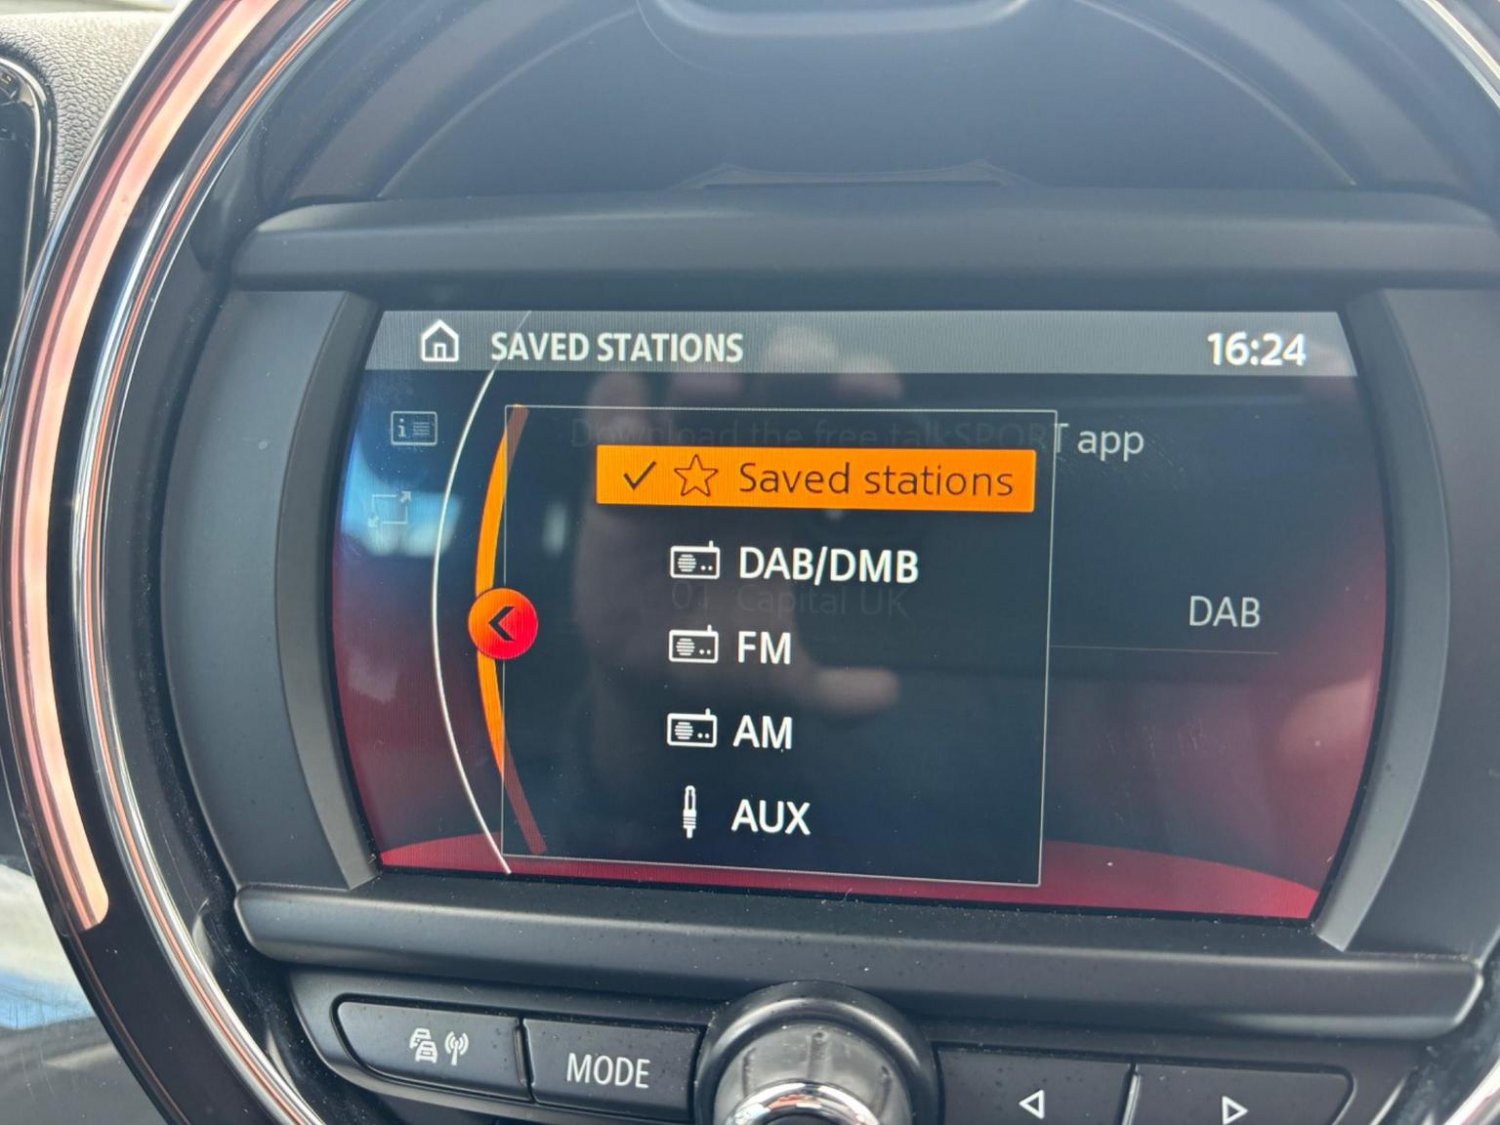 SAVED STATIONS 16:24
Download the free talkSPORT app
Saved stations
DAB/DMB
01 Capital UK DAB
FM
AM
AUX
MODE